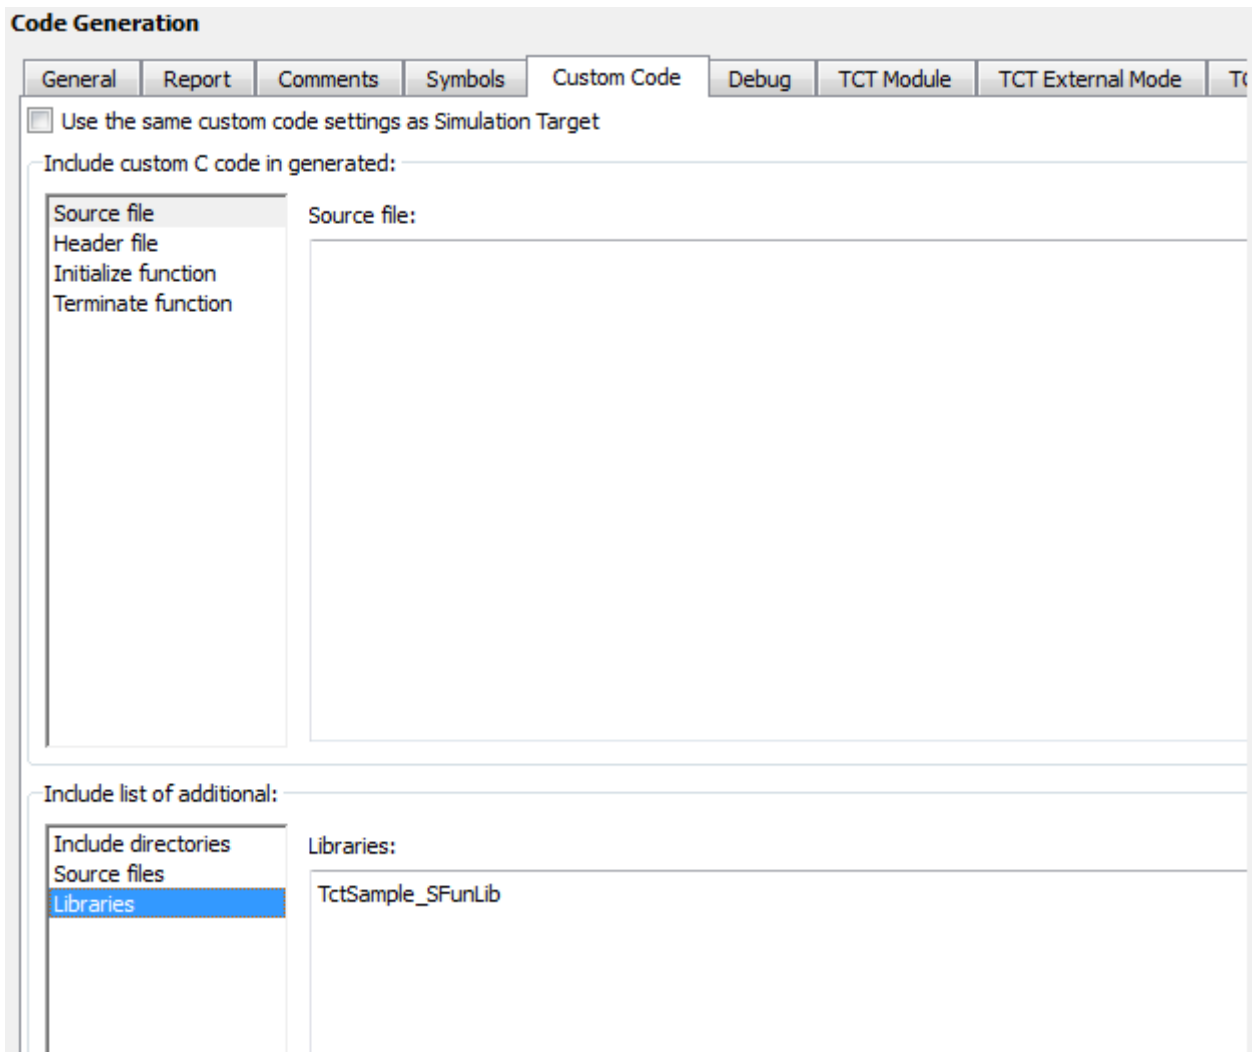 Code Generation
General Report Comments Symbols Custom Code Debug TCT Module TCT External Mode
Use the same custom code settings as Simulation Target
Include custom C code in generated:
Source file
Source file:
Header file
Initialize function
Terminate function
Include list of additional:
Include directories
Libraries:
Source files
Libraries
TctSample_SFunLib